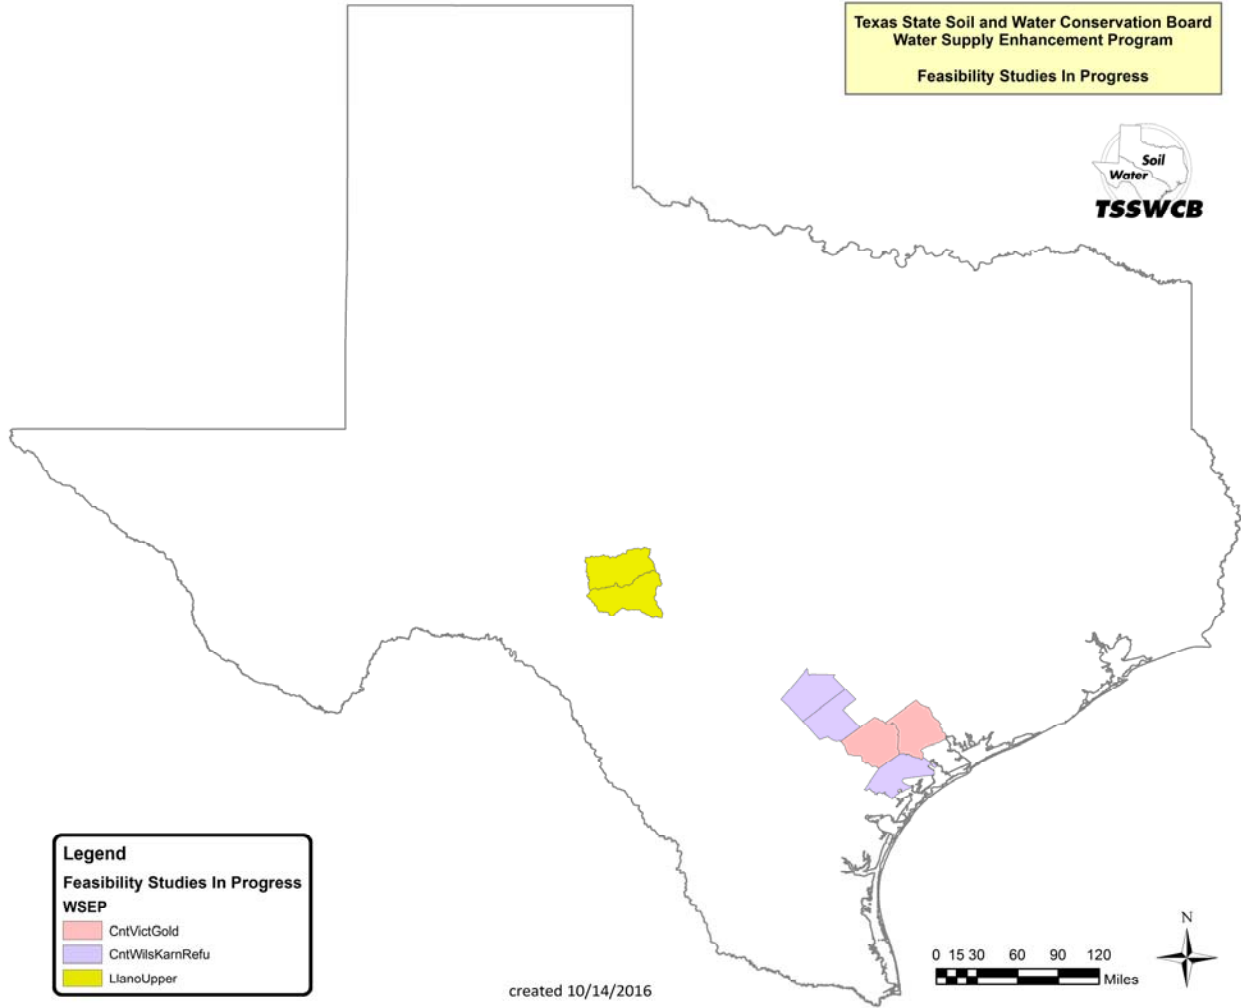 Texas State Soil and Water Conservation Board
Water Supply Enhancement Program
Feasibility Studies In Progress
Soil
Water
TSSWCB
Legend
Feasibility Studies In Progress
WSEP
CntVictGold
CntWilsKarnRefu
LlanoUpper
created 10/14/2016
0 15 30 60 90 120
Miles
N